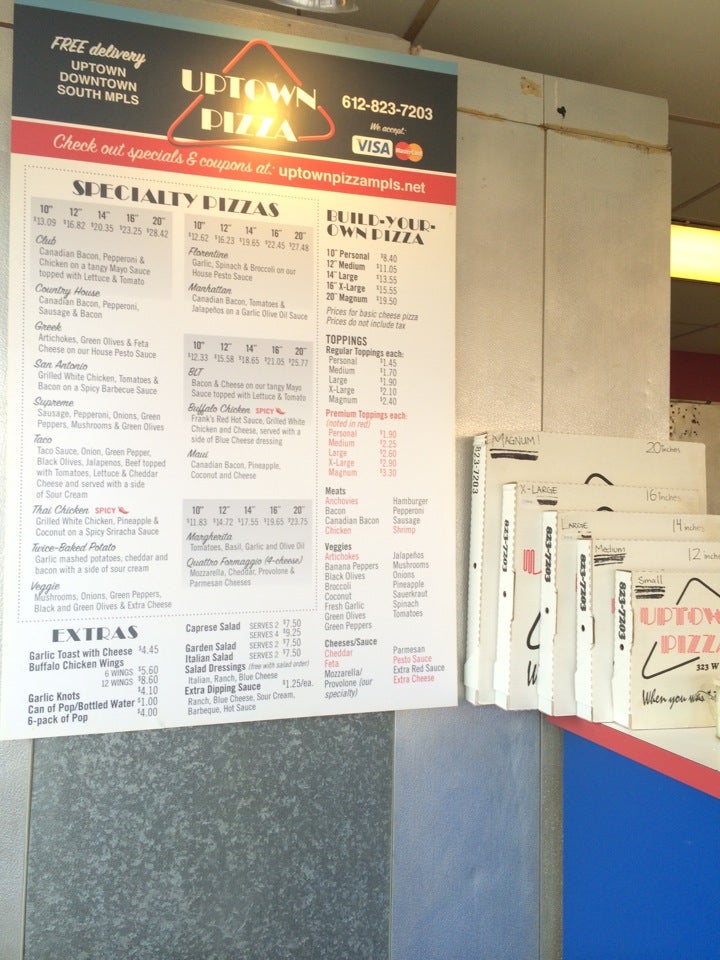 FREE delivery
UPTOWN
DOWNTOWN
SOUTH MPLS
UPTOWN
PIZZA
612-823-7203
We accept:
VISA
MasterCard
Check out specials & coupons at: uptownpizzampls.net
SPECIALTY PIZZAS
10" 12" 14" 16" 20"
$13.09 $16.82 $20.35 $23.25 $28.42
Club
Canadian Bacon, Pepperoni &
Chicken on a tangy Mayo Sauce
topped with Lettuce & Tomato
Country House
Canadian Bacon, Pepperoni,
Sausage & Bacon
Greek
Artichokes, Green Olives & Feta
Cheese on our House Pesto Sauce
San Antonio
Grilled White Chicken, Tomatoes &
Bacon on a Spicy Barbecue Sauce
Supreme
Sausage, Pepperoni, Onions, Green
Peppers, Mushrooms & Green Olives
Taco
Taco Sauce, Onion, Green Pepper,
Black Olives, Jalapenos, Beef topped
with Tomatoes, Lettuce & Cheddar
Cheese and served with a side
of Sour Cream
Thai Chicken SPICY
Grilled White Chicken, Pineapple &
Coconut on a Spicy Sriracha Sauce
Twice-Baked Potato
Garlic mashed potatoes, cheddar and
bacon with a side of sour cream
Veggie
Mushrooms, Onions, Green Peppers,
Black and Green Olives & Extra Cheese
10" 12" 14" 16" 20"
$12.62 $16.23 $19.65 $22.45 $27.48
Florentine
Garlic, Spinach & Broccoli on our
House Pesto Sauce
Manhattan
Canadian Bacon, Tomatoes &
Jalapeños on a Garlic Olive Oil Sauce
10" 12" 14" 16" 20"
$12.33 $15.58 $18.65 $21.05 $25.77
BLT
Bacon & Cheese on our tangy Mayo
Sauce topped with Lettuce & Tomato
Buffalo Chicken SPICY
Frank's Red Hot Sauce, Grilled White
Chicken and Cheese, served with a
side of Blue Cheese dressing
Maui
Canadian Bacon, Pineapple,
Coconut and Cheese
10" 12" 14" 16" 20"
$11.83 $14.72 $17.55 $19.65 $23.75
Margherita
Tomatoes, Basil, Garlic and Olive Oil
Quattro Formaggio (4-cheese)
Mozzarella, Cheddar, Provolone &
Parmesan Cheeses
BUILD-YOUR-
OWN PIZZA
10" Personal $8.40
12" Medium $11.05
14" Large $13.55
16" X-Large $15.55
20" Magnum $19.50
Prices for basic cheese pizza
Prices do not include tax
TOPPINGS
Regular Toppings each:
Personal $1.45
Medium $1.70
Large $1.90
X-Large $2.10
Magnum $2.40
Premium Toppings each:
(noted in red)
Personal $1.90
Medium $2.25
Large $2.60
X-Large $2.90
Magnum $3.30
Meats
Anchovies Hamburger
Bacon Pepperoni
Canadian Bacon Sausage
Chicken Shrimp
Veggies
Artichokes Jalapeños
Banana Peppers Mushrooms
Black Olives Onions
Broccoli Pineapple
Coconut Sauerkraut
Fresh Garlic Spinach
Green Olives Tomatoes
Green Peppers
Cheeses/Sauce
Cheddar Parmesan
Feta Pesto Sauce
Mozzarella/ Extra Red Sauce
Provolone (our Extra Cheese
specialty)
EXTRAS
Garlic Toast with Cheese $4.45
Buffalo Chicken Wings
6 WINGS $5.60
12 WINGS $8.60
Garlic Knots $4.10
Can of Pop/Bottled Water $1.00
6-pack of Pop $4.00
Caprese Salad SERVES 2 $7.50
SERVES 4 $9.25
Garden Salad SERVES 2 $7.50
Italian Salad SERVES 2 $7.50
Salad Dressings (free with salad order)
Italian, Ranch, Blue Cheese
Extra Dipping Sauce $1.25/ea.
Ranch, Blue Cheese, Sour Cream,
Barbeque, Hot Sauce
MAGNUM! 20 inches
823-7203
X-LARGE 16 inches
823-7203
LARGE 14 inches
823-7203
Medium 12 inches
823-7203
Small
823-7203
UPTOWN
PIZZA
323 W
When you